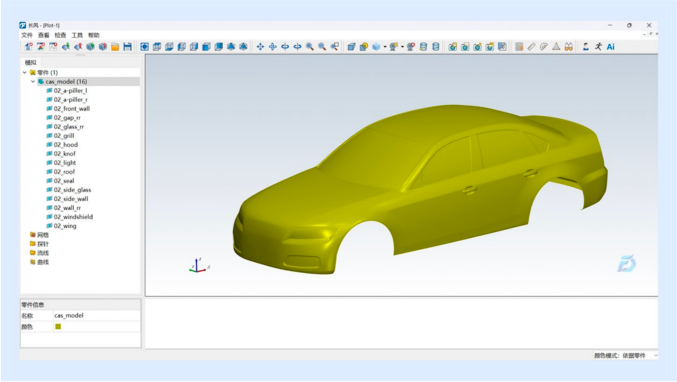 长风 - [Plot-1]
文件 查看 检查 工具 帮助
Ai
模拟
零件 (1)
cas_model (16)
02_a-piller_l
02_a-piller_r
02_front_wall
02_gap_rr
02_glass_rr
02_grill
02_hood
02_knof
02_light
02_roof
02_seal
02_side_glass
02_side_wall
02_wall_rr
02_windshield
02_wing
网格
探针
流线
曲线
零件信息
名称 cas_model
颜色
颜色模式: 依据零件